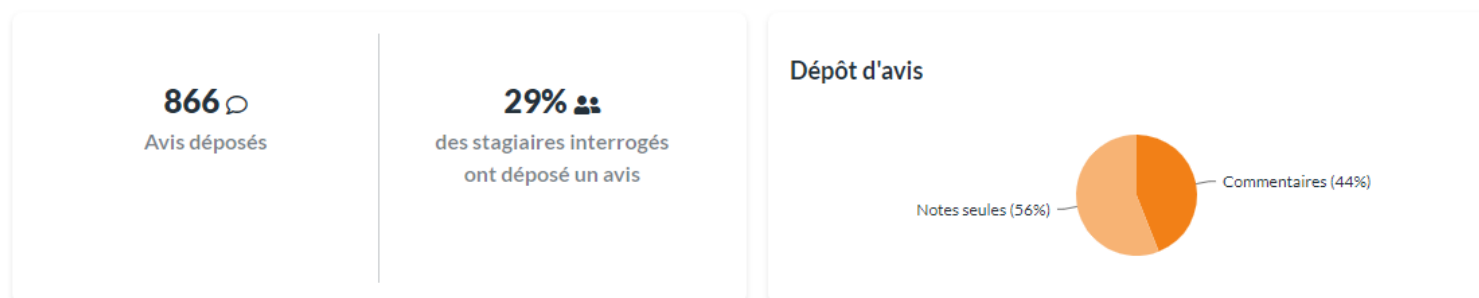 866
Avis déposés
29%
des stagiaires interrogés
ont déposé un avis
Dépôt d'avis
Commentaires (44%)
Notes seules (56%)